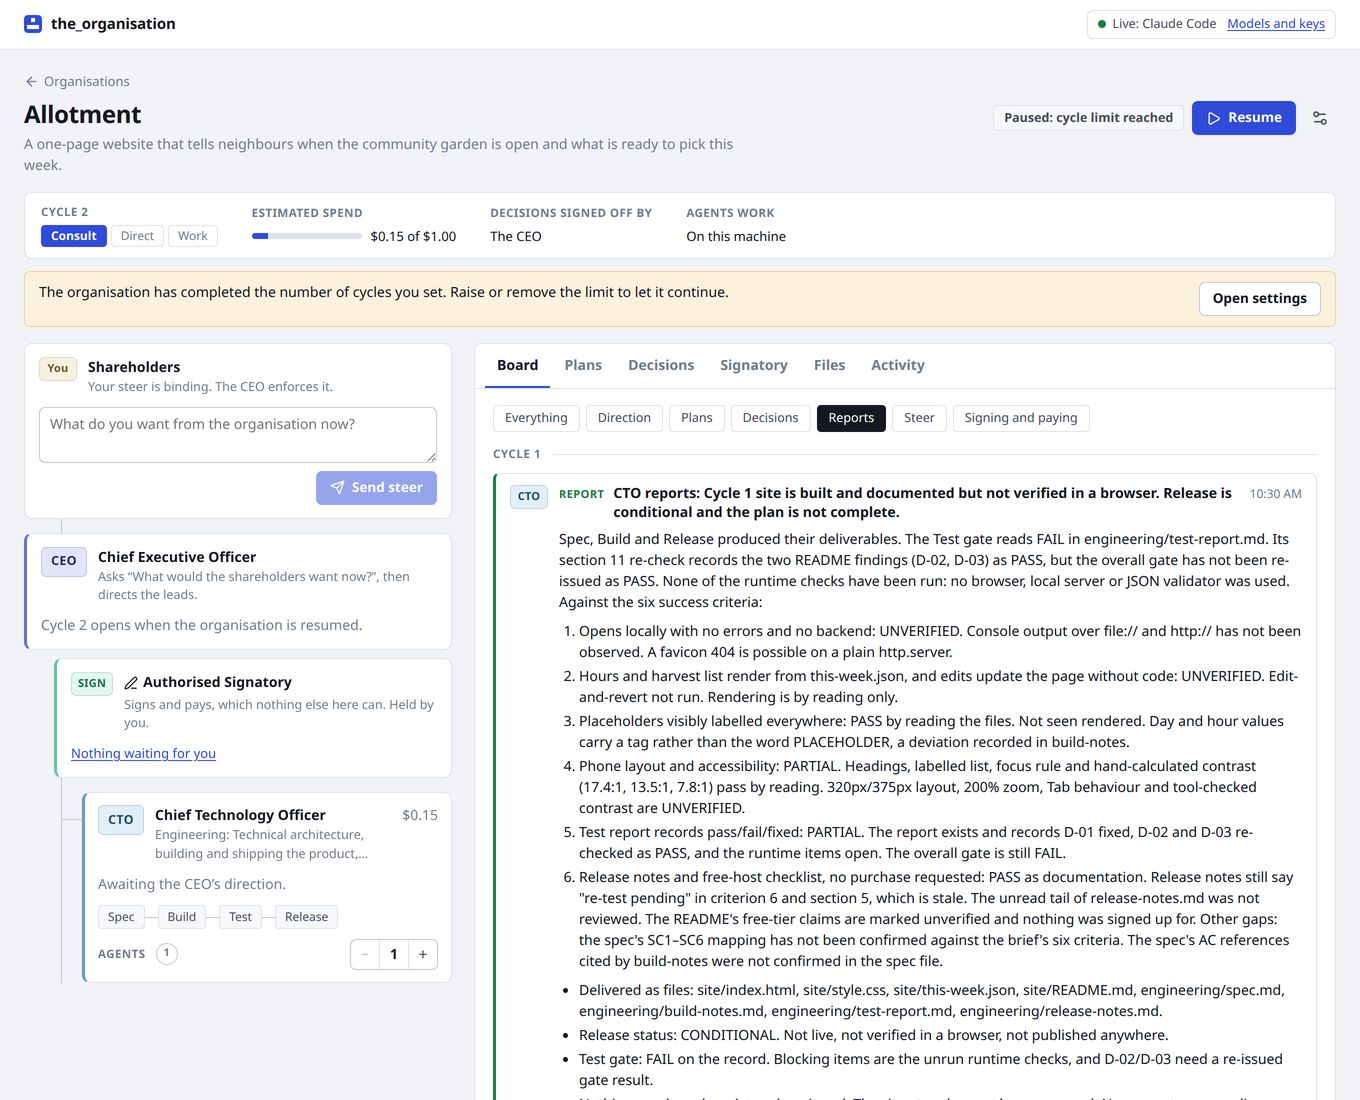 the_organisation
Live: Claude Code Models and keys
Organisations
Allotment
Paused: cycle limit reached
Resume
A one-page website that tells neighbours when the community garden is open and what is ready to pick this
week.
CYCLE 2
Consult Direct Work
ESTIMATED SPEND
$0.15 of $1.00
DECISIONS SIGNED OFF BY
The CEO
AGENTS WORK
On this machine
The organisation has completed the number of cycles you set. Raise or remove the limit to let it continue.
Open settings
You Shareholders
Your steer is binding. The CEO enforces it.
What do you want from the organisation now?
Send steer
CEO Chief Executive Officer
Asks “What would the shareholders want now?”, then
directs the leads.
Cycle 2 opens when the organisation is resumed.
SIGN Authorised Signatory
Signs and pays, which nothing else here can. Held by
you.
Nothing waiting for you
CTO Chief Technology Officer $0.15
Engineering: Technical architecture,
building and shipping the product,...
Awaiting the CEO’s direction.
Spec Build Test Release
AGENTS 1 − 1 +
Board Plans Decisions Signatory Files Activity
Everything Direction Plans Decisions Reports Steer Signing and paying
CYCLE 1
CTO REPORT CTO reports: Cycle 1 site is built and documented but not verified in a browser. Release is 10:30 AM
conditional and the plan is not complete.
Spec, Build and Release produced their deliverables. The Test gate reads FAIL in engineering/test-report.md. Its
section 11 re-check records the two README findings (D-02, D-03) as PASS, but the overall gate has not been re-
issued as PASS. None of the runtime checks have been run: no browser, local server or JSON validator was used.
Against the six success criteria:
1. Opens locally with no errors and no backend: UNVERIFIED. Console output over file:// and http:// has not been
observed. A favicon 404 is possible on a plain http.server.
2. Hours and harvest list render from this-week.json, and edits update the page without code: UNVERIFIED. Edit-
and-revert not run. Rendering is by reading only.
3. Placeholders visibly labelled everywhere: PASS by reading the files. Not seen rendered. Day and hour values
carry a tag rather than the word PLACEHOLDER, a deviation recorded in build-notes.
4. Phone layout and accessibility: PARTIAL. Headings, labelled list, focus rule and hand-calculated contrast
(17.4:1, 13.5:1, 7.8:1) pass by reading. 320px/375px layout, 200% zoom, Tab behaviour and tool-checked
contrast are UNVERIFIED.
5. Test report records pass/fail/fixed: PARTIAL. The report exists and records D-01 fixed, D-02 and D-03 re-
checked as PASS, and the runtime items open. The overall gate is still FAIL.
6. Release notes and free-host checklist, no purchase requested: PASS as documentation. Release notes still say
"re-test pending" in criterion 6 and section 5, which is stale. The unread tail of release-notes.md was not
reviewed. The README's free-tier claims are marked unverified and nothing was signed up for. Other gaps:
the spec's SC1–SC6 mapping has not been confirmed against the brief's six criteria. The spec's AC references
cited by build-notes were not confirmed in the spec file.
• Delivered as files: site/index.html, site/style.css, site/this-week.json, site/README.md, engineering/spec.md,
engineering/build-notes.md, engineering/test-report.md, engineering/release-notes.md.
• Release status: CONDITIONAL. Not live, not verified in a browser, not published anywhere.
• Test gate: FAIL on the record. Blocking items are the unrun runtime checks, and D-02/D-03 need a re-issued
gate result.